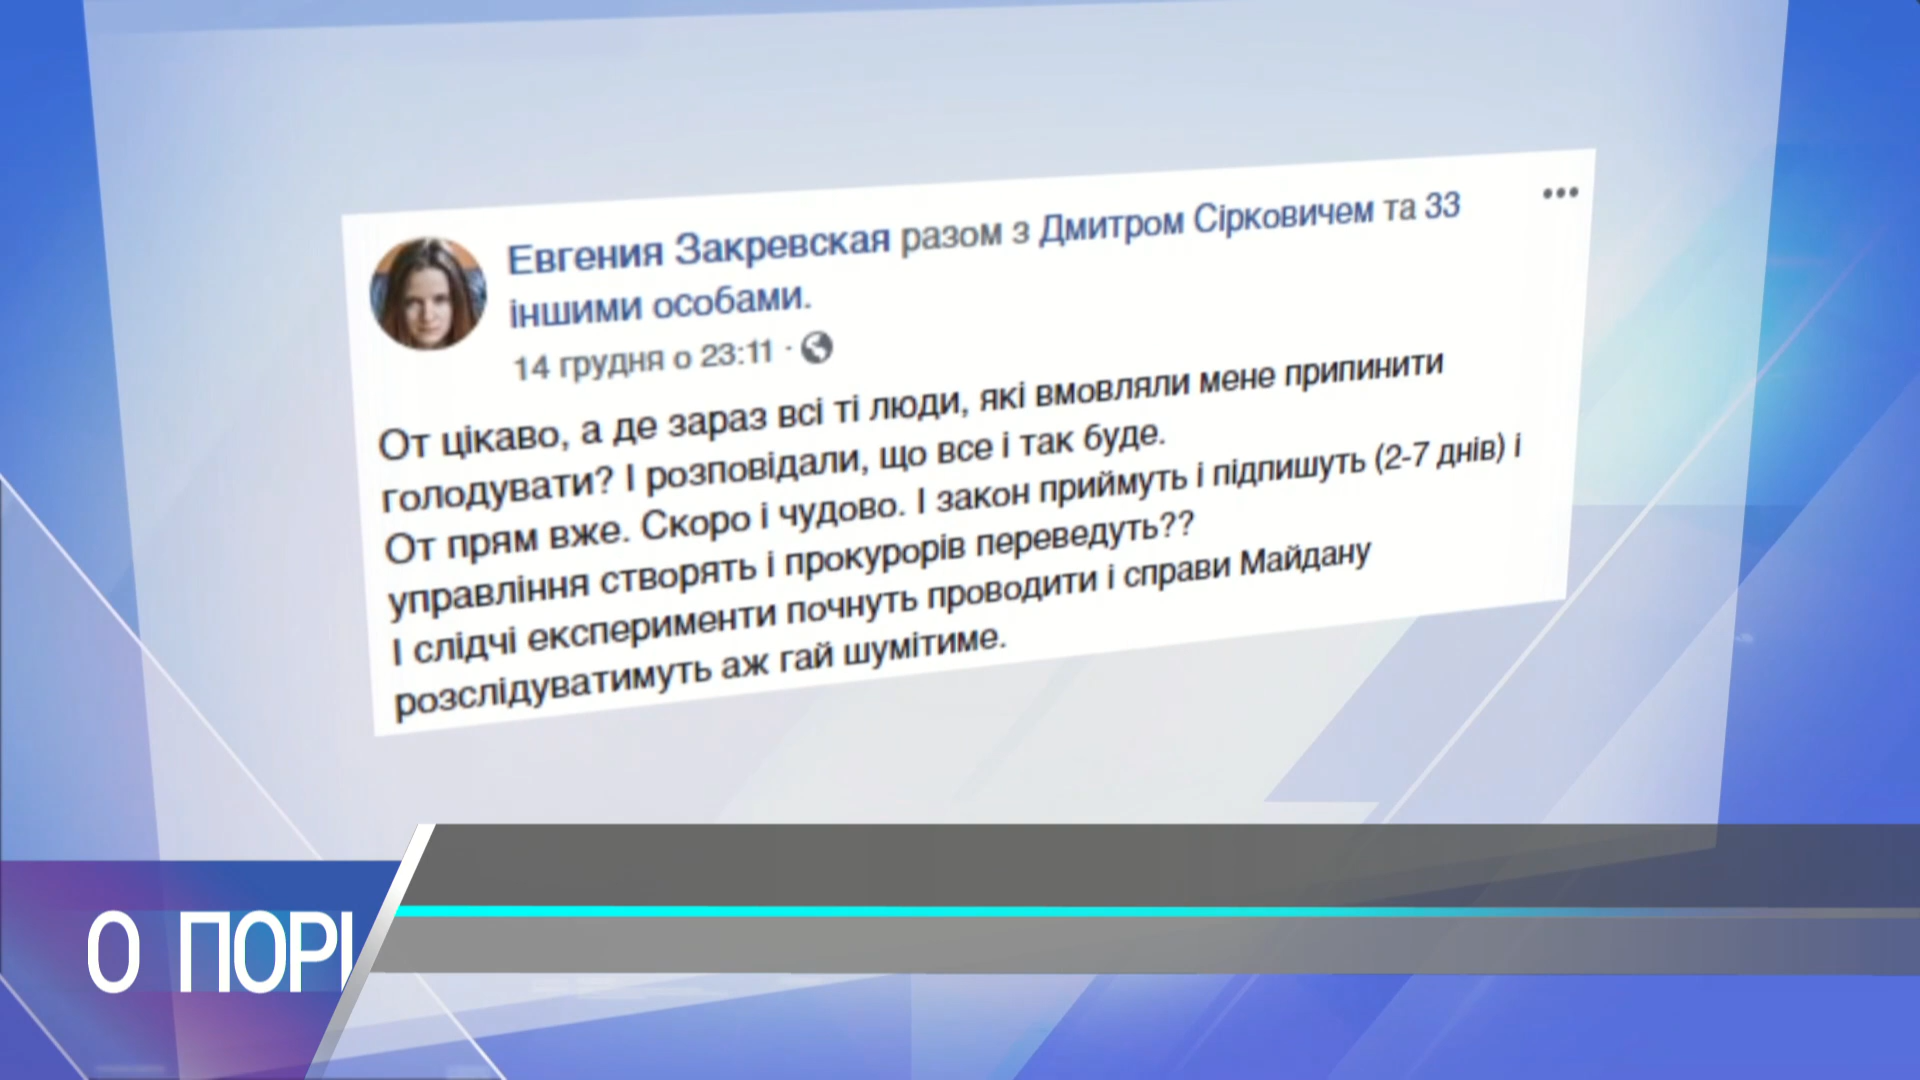 Евгения Закревская разом з Дмитром Сірковичем та 33
іншими особами.
14 грудня о 23:11 ·
От цікаво, а де зараз всі ті люди, які вмовляли мене припинити
голодувати? І розповідали, що все і так буде.
От прям вже. Скоро і чудово. І закон приймуть і підпишуть (2-7 днів) і
управління створять і прокурорів переведуть??
І слідчі експерименти почнуть проводити і справи Майдану
розслідуватимуть аж гай шумітиме.
О ПОРІ